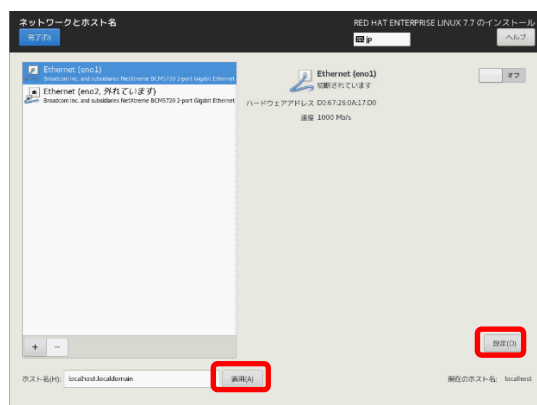 ネットワークとホスト名
RED HAT ENTERPRISE LINUX 7.7 のインストール
完了(D)
jp
ヘルプ
Ethernet (eno1)
Broadcom Inc. and subsidiaries NetXtreme BCM5720 2-port Gigabit Ethernet
Ethernet (eno2, 外れています)
Broadcom Inc. and subsidiaries NetXtreme BCM5720 2-port Gigabit Ethernet
Ethernet (eno1)
切断されています
オフ
ハードウェアアドレス D0:67:26:0A:17:D0
速度 1000 Mb/s
+ −
設定(O)
ホスト名(H): localhost.localdomain
適用(A)
現在のホスト名: localhost